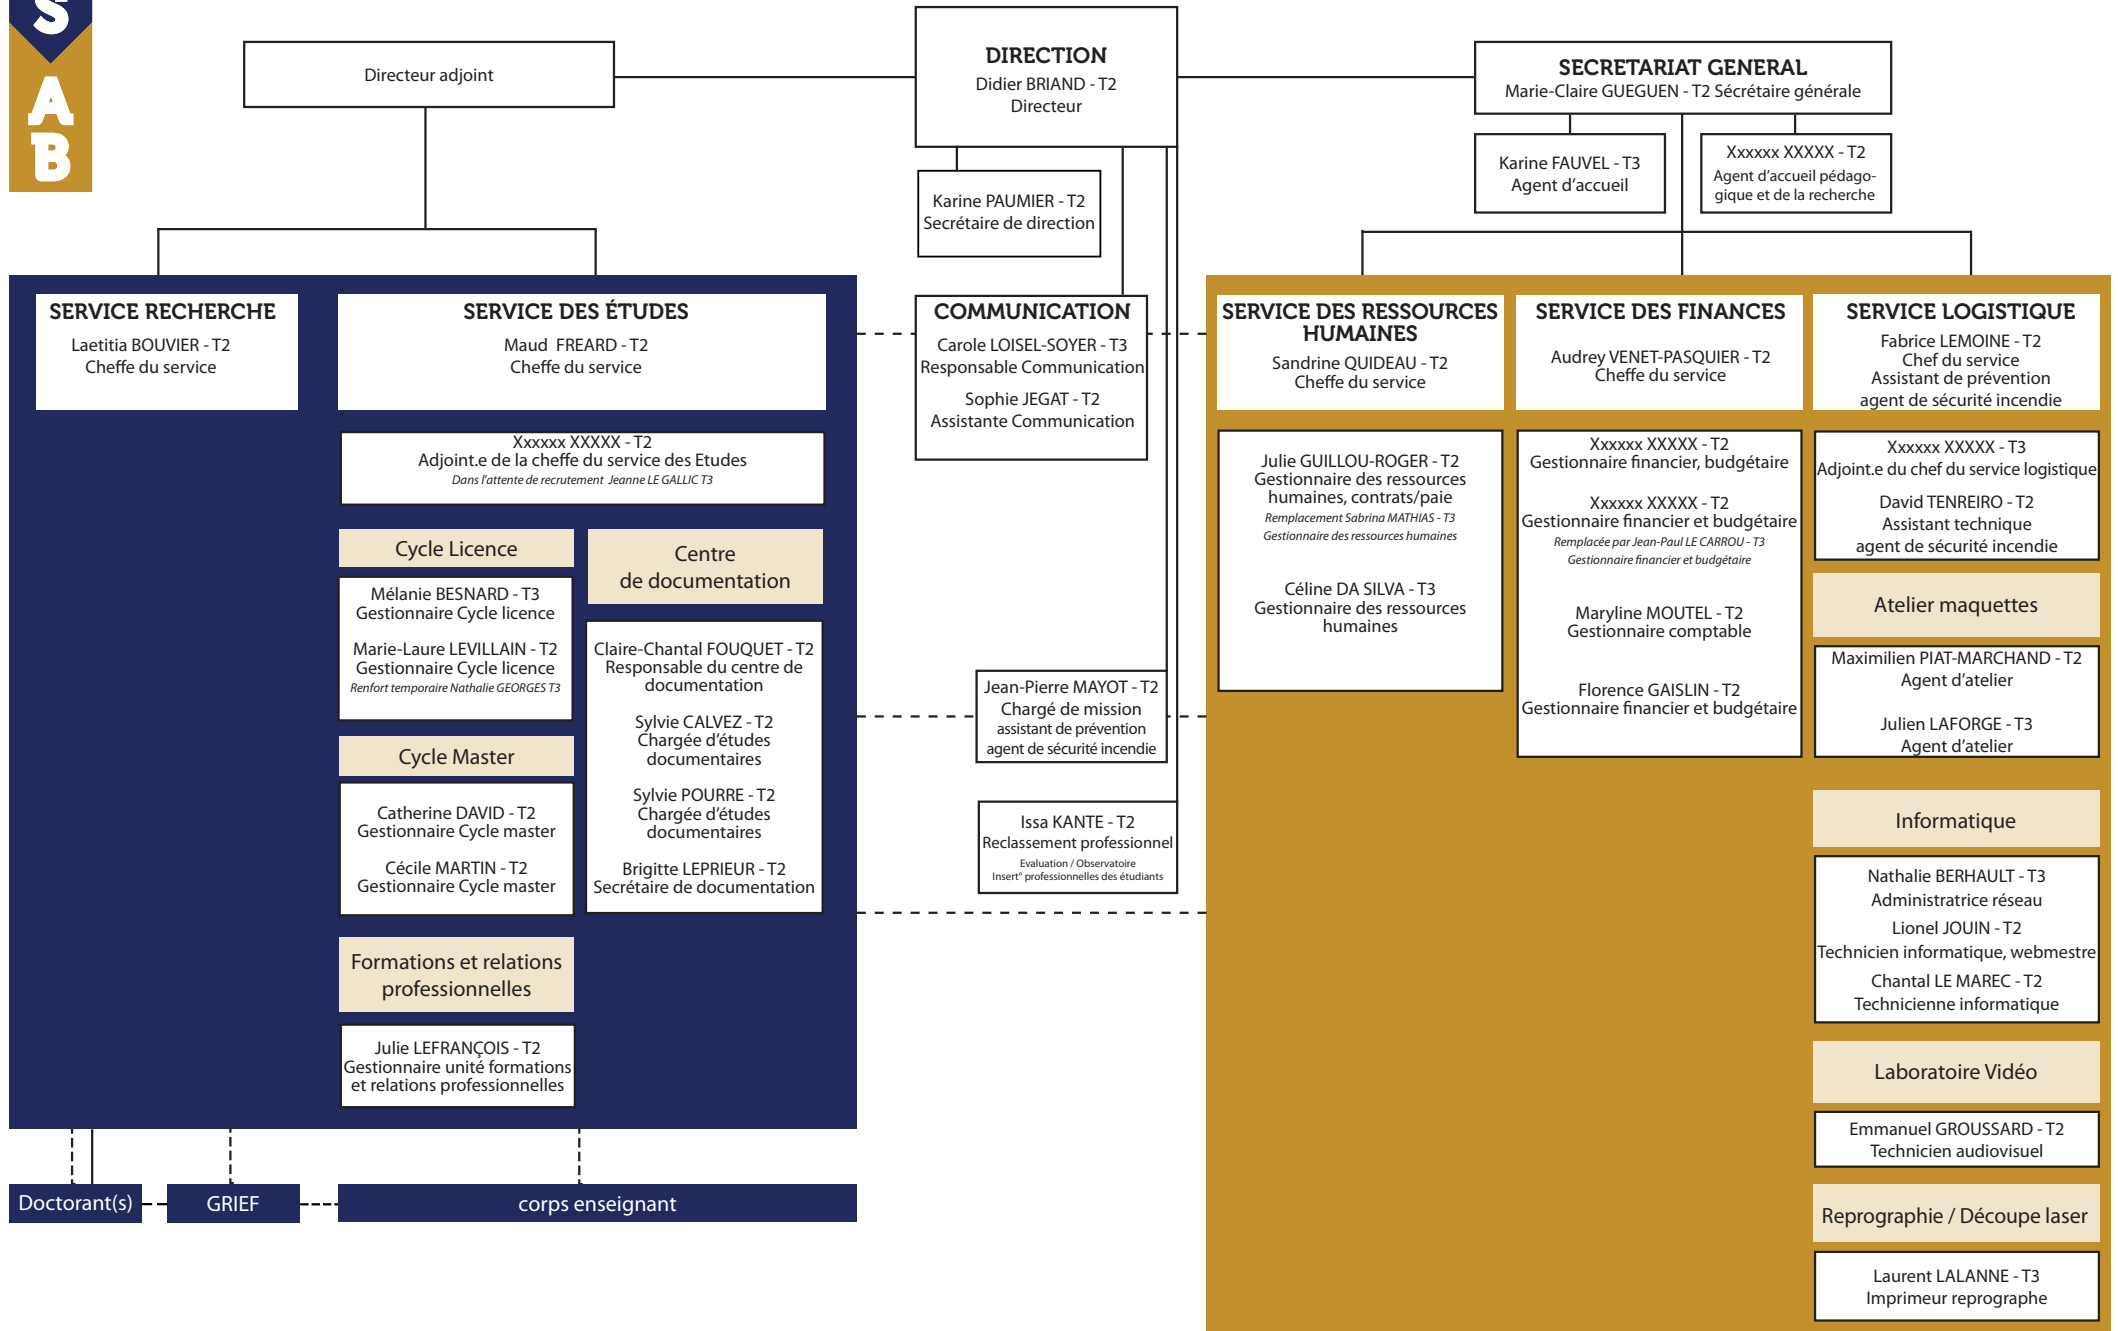 S
A
B
Directeur adjoint
DIRECTION
Didier BRIAND - T2
Directeur
SECRETARIAT GENERAL
Marie-Claire GUEGUEN - T2 Sécrétaire générale
Karine FAUVEL - T3
Agent d'accueil
Xxxxxx XXXXX - T2
Agent d'accueil pédago-
gique et de la recherche
Karine PAUMIER - T2
Secrétaire de direction
SERVICE RECHERCHE
Laetitia BOUVIER - T2
Cheffe du service
SERVICE DES ÉTUDES
Maud FREARD - T2
Cheffe du service
Xxxxxx XXXXX - T2
Adjoint.e de la cheffe du service des Etudes
Dans l'attente de recrutement Jeanne LE GALLIC T3
Cycle Licence
Mélanie BESNARD - T3
Gestionnaire Cycle licence
Marie-Laure LEVILLAIN - T2
Gestionnaire Cycle licence
Renfort temporaire Nathalie GEORGES T3
Cycle Master
Catherine DAVID - T2
Gestionnaire Cycle master
Cécile MARTIN - T2
Gestionnaire Cycle master
Formations et relations
professionnelles
Julie LEFRANÇOIS - T2
Gestionnaire unité formations
et relations professionnelles
Centre
de documentation
Claire-Chantal FOUQUET - T2
Responsable du centre de
documentation
Sylvie CALVEZ - T2
Chargée d'études
documentaires
Sylvie POURRE - T2
Chargée d'études
documentaires
Brigitte LEPRIEUR - T2
Secrétaire de documentation
Doctorant(s)
GRIEF
corps enseignant
COMMUNICATION
Carole LOISEL-SOYER - T3
Responsable Communication
Sophie JEGAT - T2
Assistante Communication
Jean-Pierre MAYOT - T2
Chargé de mission
assistant de prévention
agent de sécurité incendie
Issa KANTE - T2
Reclassement professionnel
Evaluation / Observatoire
Insert° professionnelles des étudiants
SERVICE DES RESSOURCES
HUMAINES
Sandrine QUIDEAU - T2
Cheffe du service
Julie GUILLOU-ROGER - T2
Gestionnaire des ressources
humaines, contrats/paie
Remplacement Sabrina MATHIAS - T3
Gestionnaire des ressources humaines
Céline DA SILVA - T3
Gestionnaire des ressources
humaines
SERVICE DES FINANCES
Audrey VENET-PASQUIER - T2
Cheffe du service
Xxxxxx XXXXX - T2
Gestionnaire financier, budgétaire
Xxxxxx XXXXX - T2
Gestionnaire financier et budgétaire
Remplacée par Jean-Paul LE CARROU - T3
Gestionnaire financier et budgétaire
Maryline MOUTEL - T2
Gestionnaire comptable
Florence GAISLIN - T2
Gestionnaire financier et budgétaire
SERVICE LOGISTIQUE
Fabrice LEMOINE - T2
Chef du service
Assistant de prévention
agent de sécurité incendie
Xxxxxx XXXXX - T3
Adjoint.e du chef du service logistique
David TENREIRO - T2
Assistant technique
agent de sécurité incendie
Atelier maquettes
Maximilien PIAT-MARCHAND - T2
Agent d'atelier
Julien LAFORGE - T3
Agent d'atelier
Informatique
Nathalie BERHAULT - T3
Administratrice réseau
Lionel JOUIN - T2
Technicien informatique, webmestre
Chantal LE MAREC - T2
Technicienne informatique
Laboratoire Vidéo
Emmanuel GROUSSARD - T2
Technicien audiovisuel
Reprographie / Découpe laser
Laurent LALANNE - T3
Imprimeur reprographe